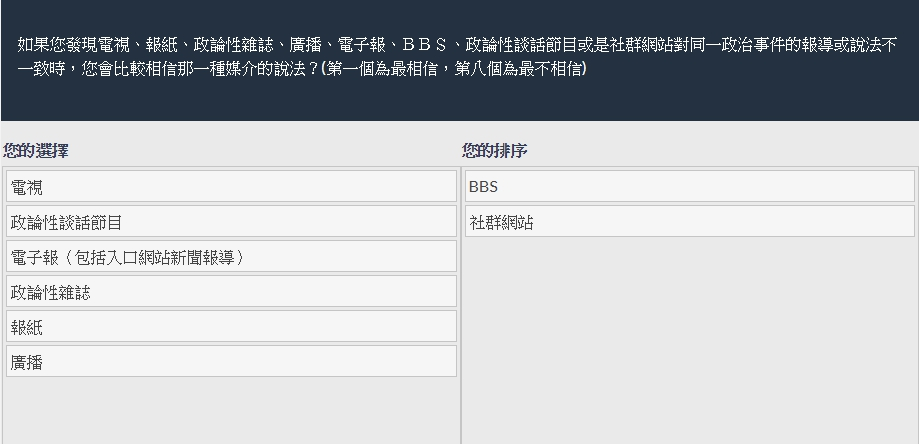 如果您發現電視、報紙、政論性雜誌、廣播、電子報、ＢＢＳ、政論性談話節目或是社群網站對同一政治事件的報導或說法不
一致時，您會比較相信那一種媒介的說法？(第一個為最相信，第八個為最不相信)
您的選擇
您的排序
電視
BBS
政論性談話節目
社群網站
電子報（包括入口網站新聞報導）
政論性雜誌
報紙
廣播